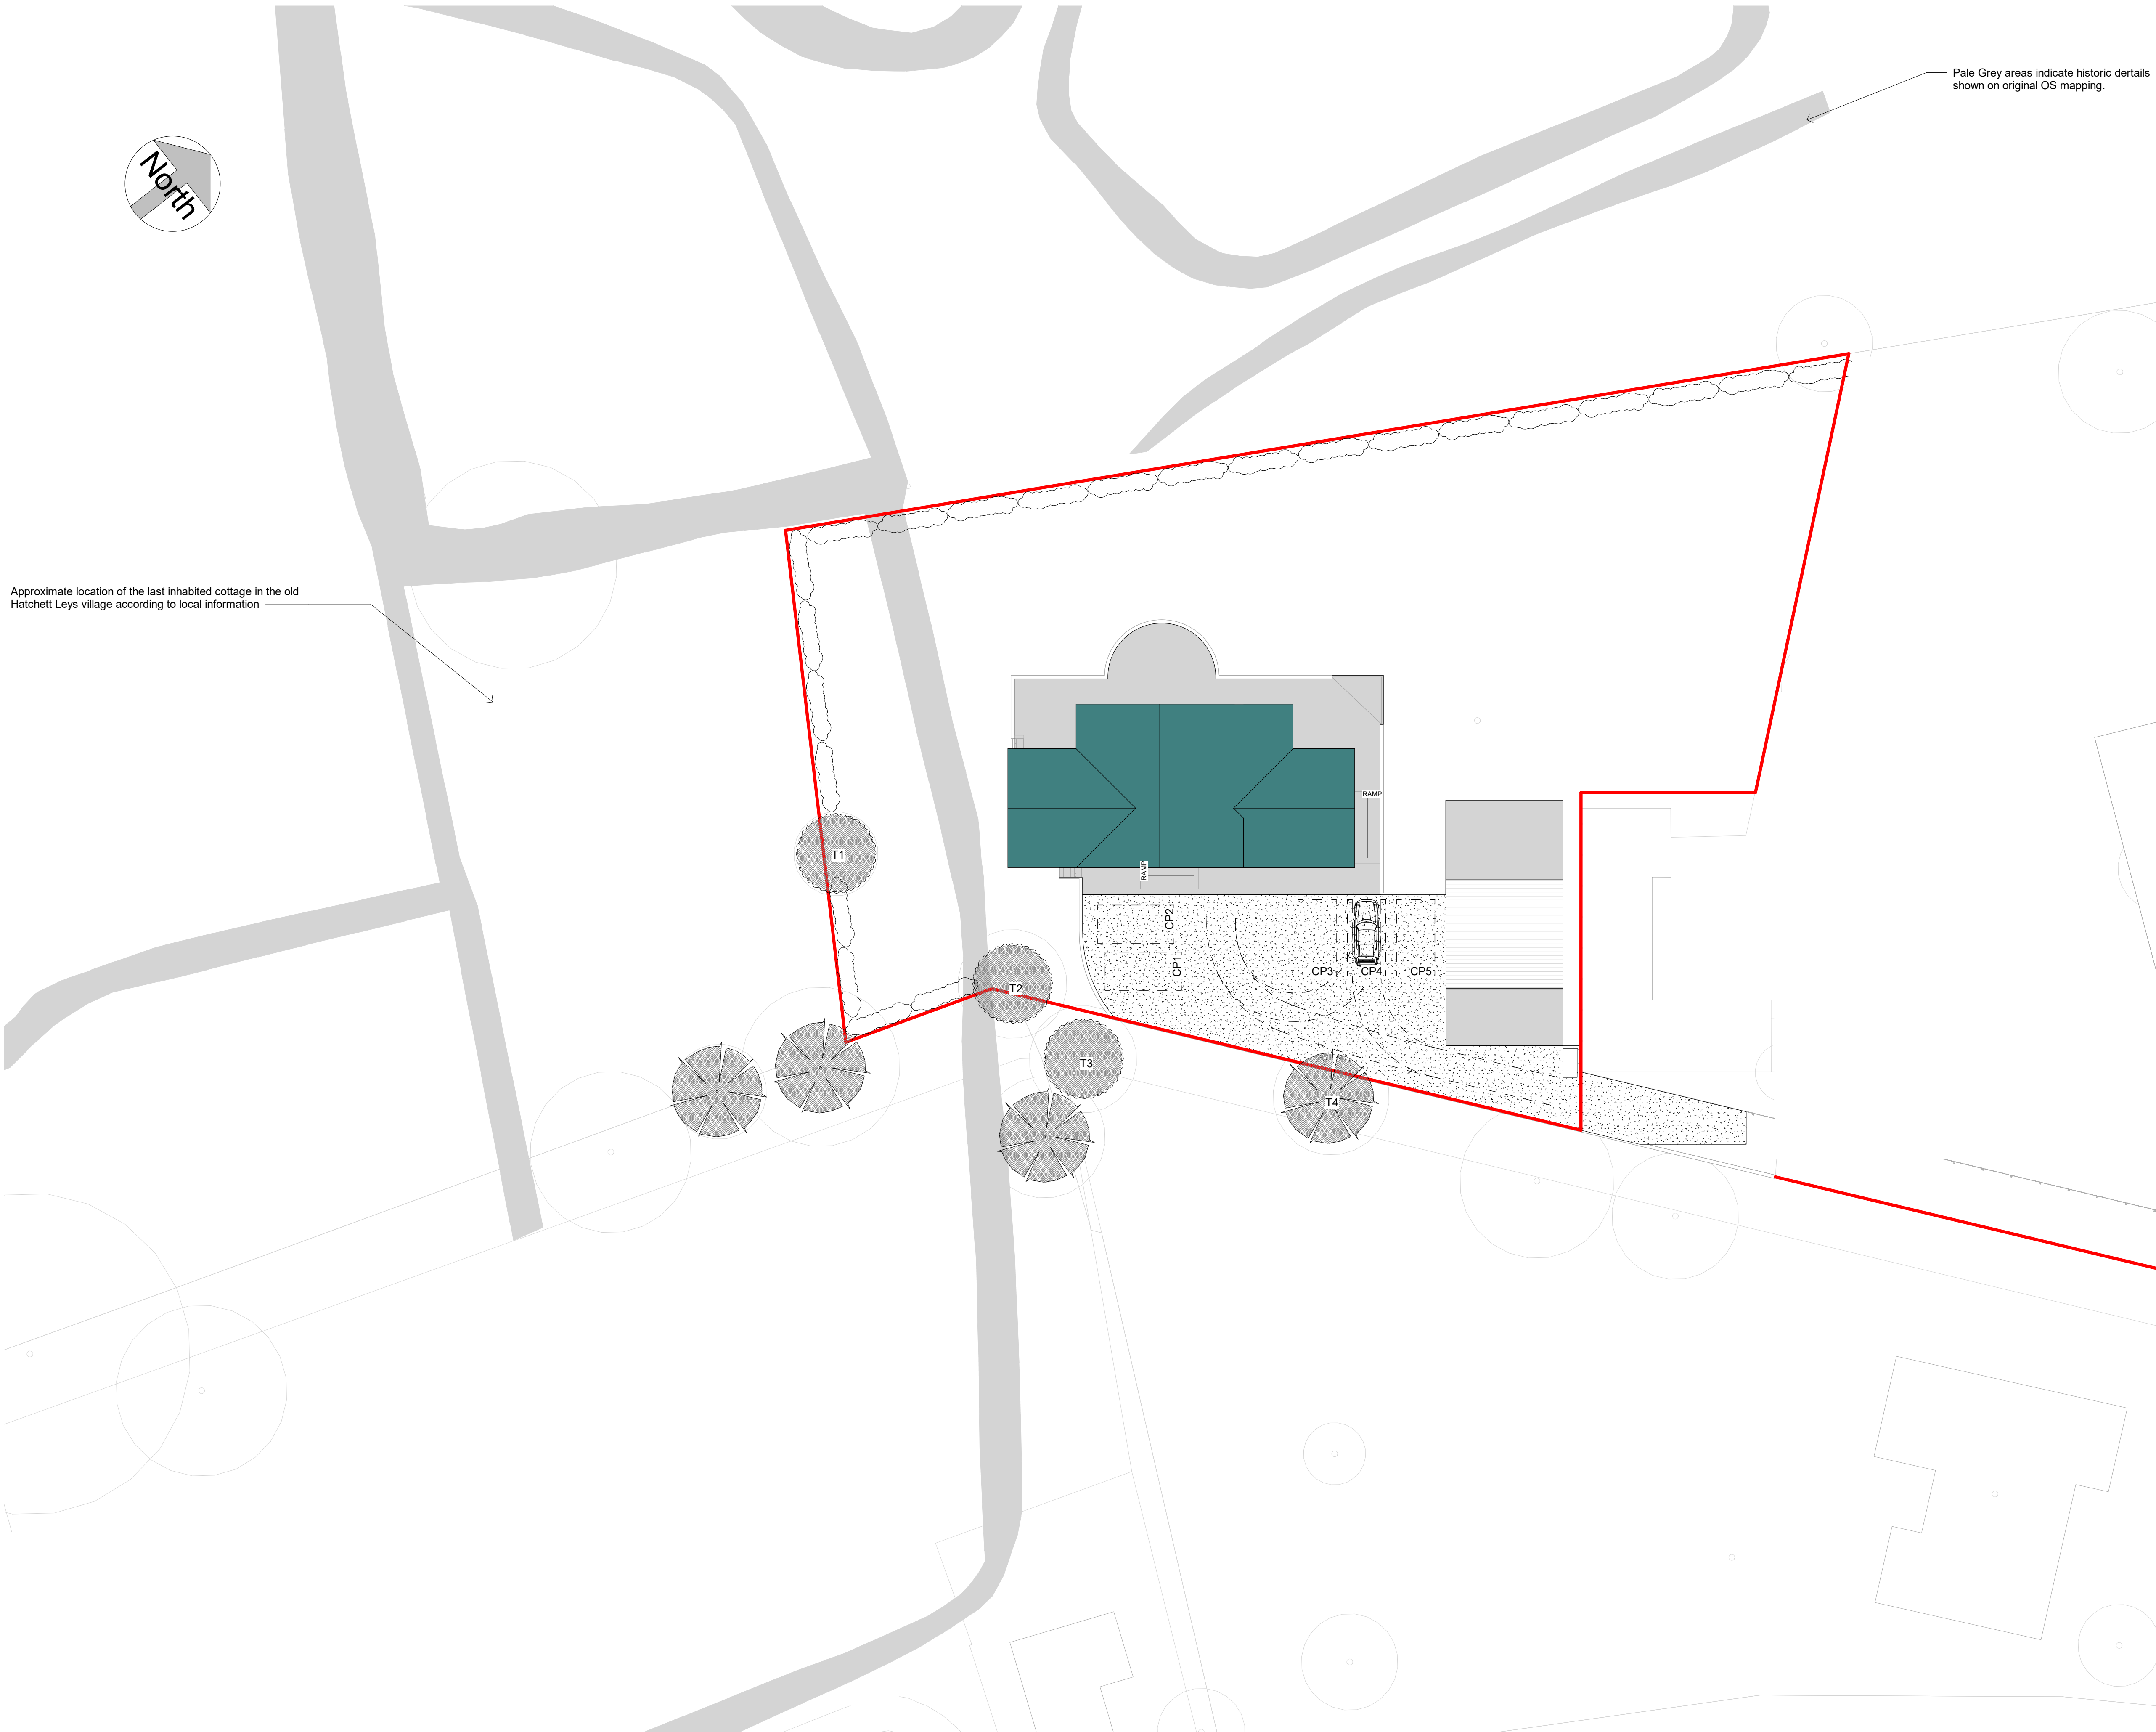 Pale Grey areas indicate historic dertails
shown on original OS mapping.
North
Approximate location of the last inhabited cottage in the old
Hatchett Leys village according to local information
RAMP
T1
RAMP
CP2
CP1
CP3
CP4
CP5
T2
T3
T4